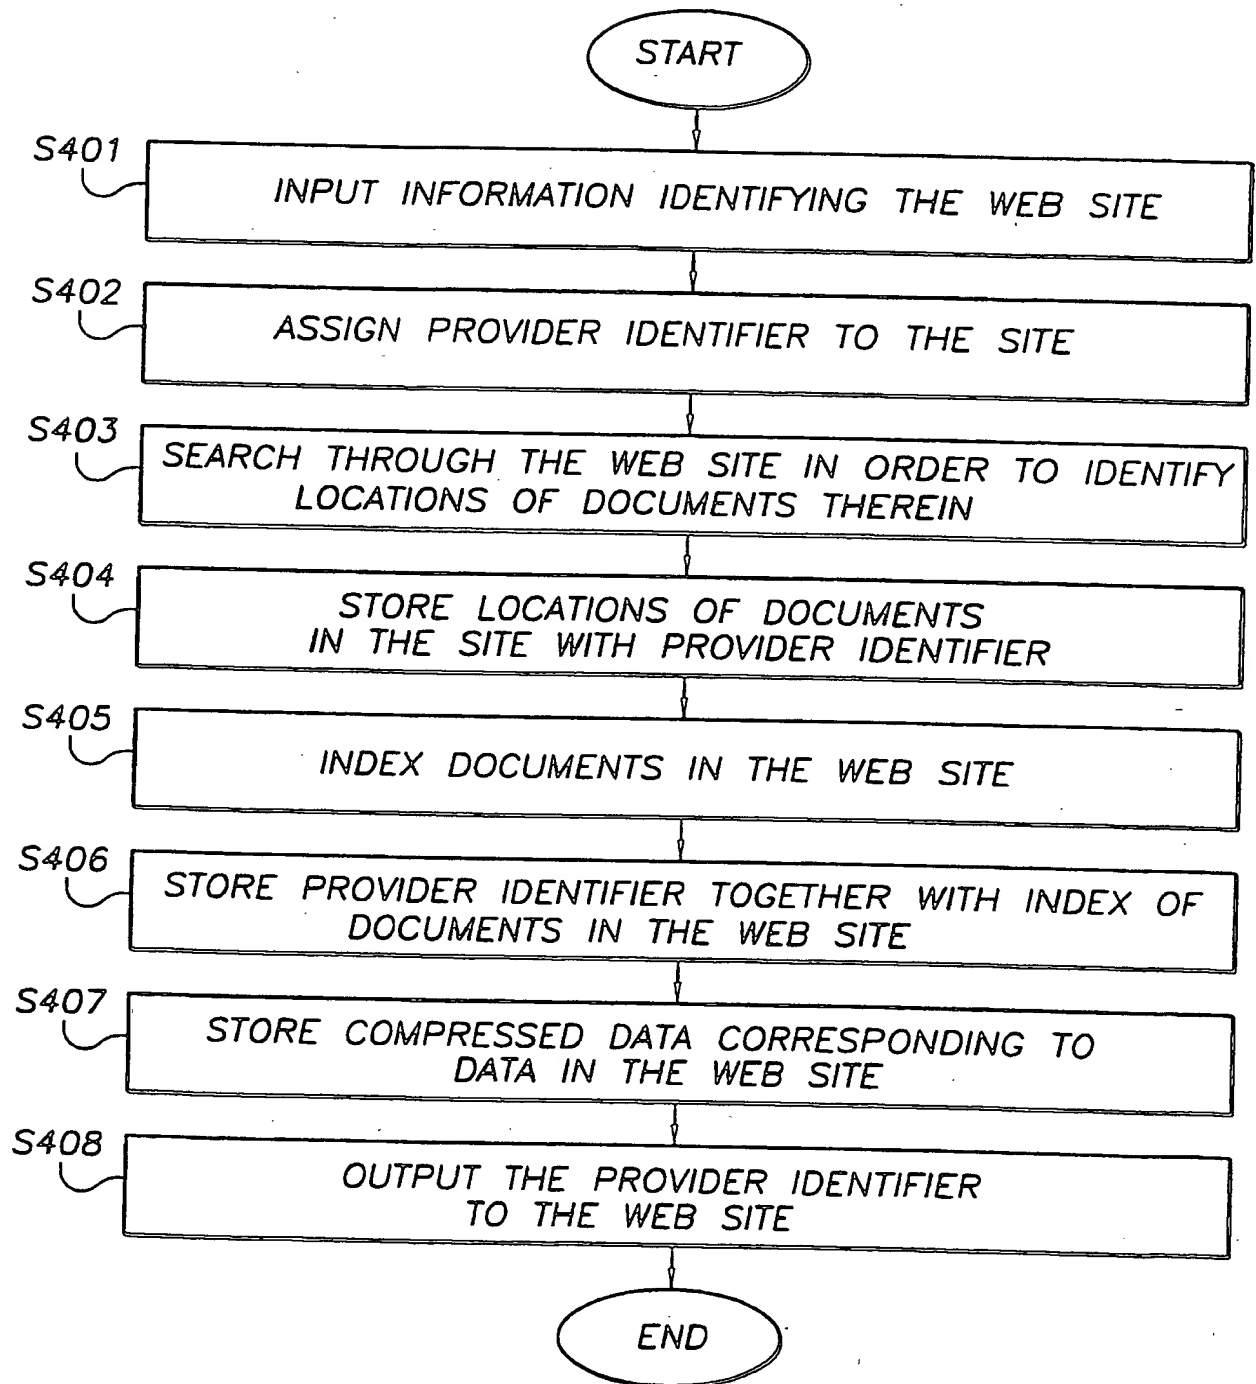 START
S401
INPUT INFORMATION IDENTIFYING THE WEB SITE
S402
ASSIGN PROVIDER IDENTIFIER TO THE SITE
S403
SEARCH THROUGH THE WEB SITE IN ORDER TO IDENTIFY
LOCATIONS OF DOCUMENTS THEREIN
S404
STORE LOCATIONS OF DOCUMENTS
IN THE SITE WITH PROVIDER IDENTIFIER
S405
INDEX DOCUMENTS IN THE WEB SITE
S406
STORE PROVIDER IDENTIFIER TOGETHER WITH INDEX OF
DOCUMENTS IN THE WEB SITE
S407
STORE COMPRESSED DATA CORRESPONDING TO
DATA IN THE WEB SITE
S408
OUTPUT THE PROVIDER IDENTIFIER
TO THE WEB SITE
END